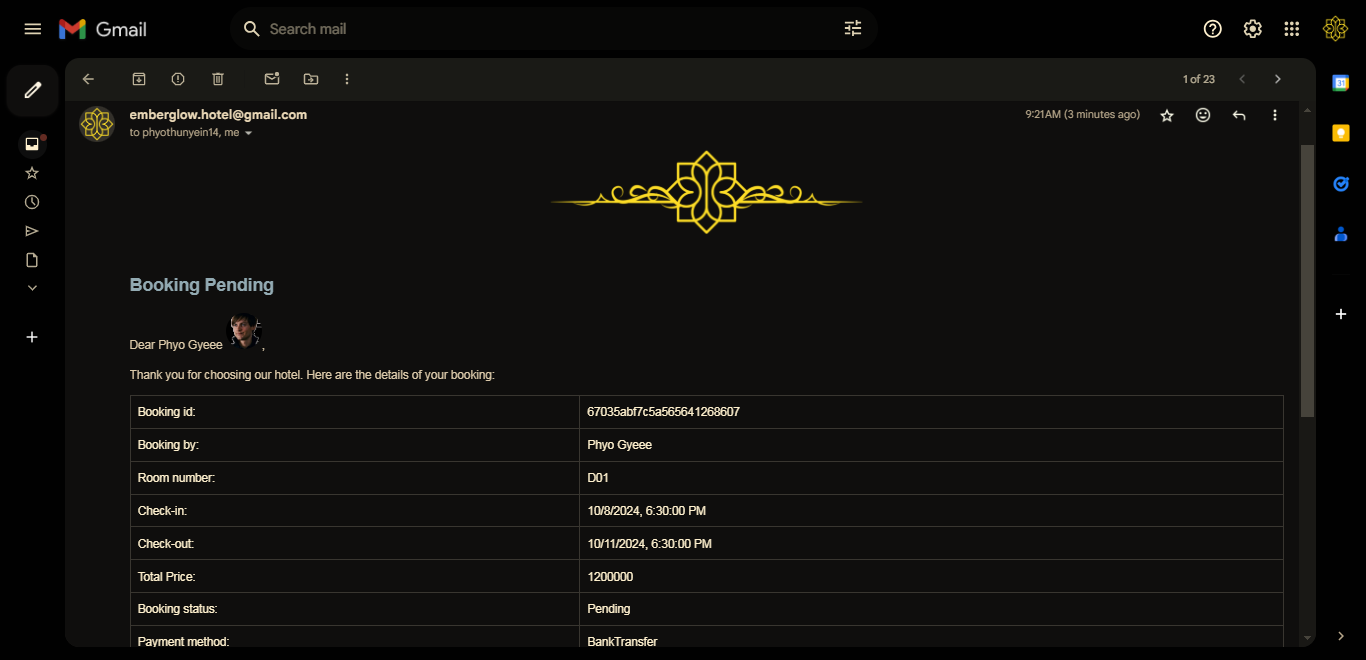 Gmail
Search mail
1 of 23
emberglow.hotel@gmail.com
9:21AM (3 minutes ago)
to phyothunyein14, me
31
Booking Pending
Dear Phyo Gyeee ,
Thank you for choosing our hotel. Here are the details of your booking:
Booking id: 67035abf7c5a565641268607
Booking by: Phyo Gyeee
Room number: D01
Check-in: 10/8/2024, 6:30:00 PM
Check-out: 10/11/2024, 6:30:00 PM
Total Price: 1200000
Booking status: Pending
Payment method: BankTransfer